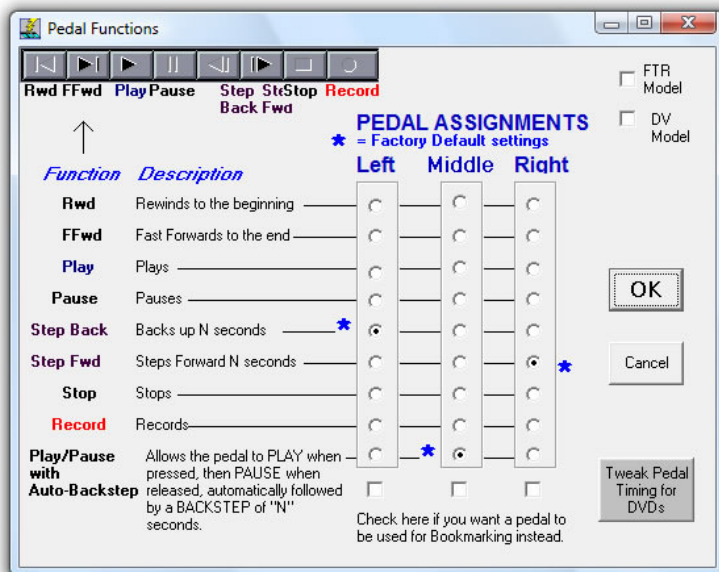 Pedal Functions
Rwd FFwd Play Pause Step Back Ste Fwd Stop Record
FTR Model
DV Model
PEDAL ASSIGNMENTS
* = Factory Default settings
Function Description Left Middle Right
Rwd Rewinds to the beginning
FFwd Fast Forwards to the end
Play Plays
Pause Pauses
Step Back Backs up N seconds *
Step Fwd Steps Forward N seconds *
Stop Stops
Record Records
Play/Pause with Auto-Backstep
Allows the pedal to PLAY when *
pressed, then PAUSE when
released, automatically followed
by a BACKSTEP of "N"
seconds.
Check here if you want a pedal to
be used for Bookmarking instead.
OK
Cancel
Tweak Pedal
Timing for
DVDs